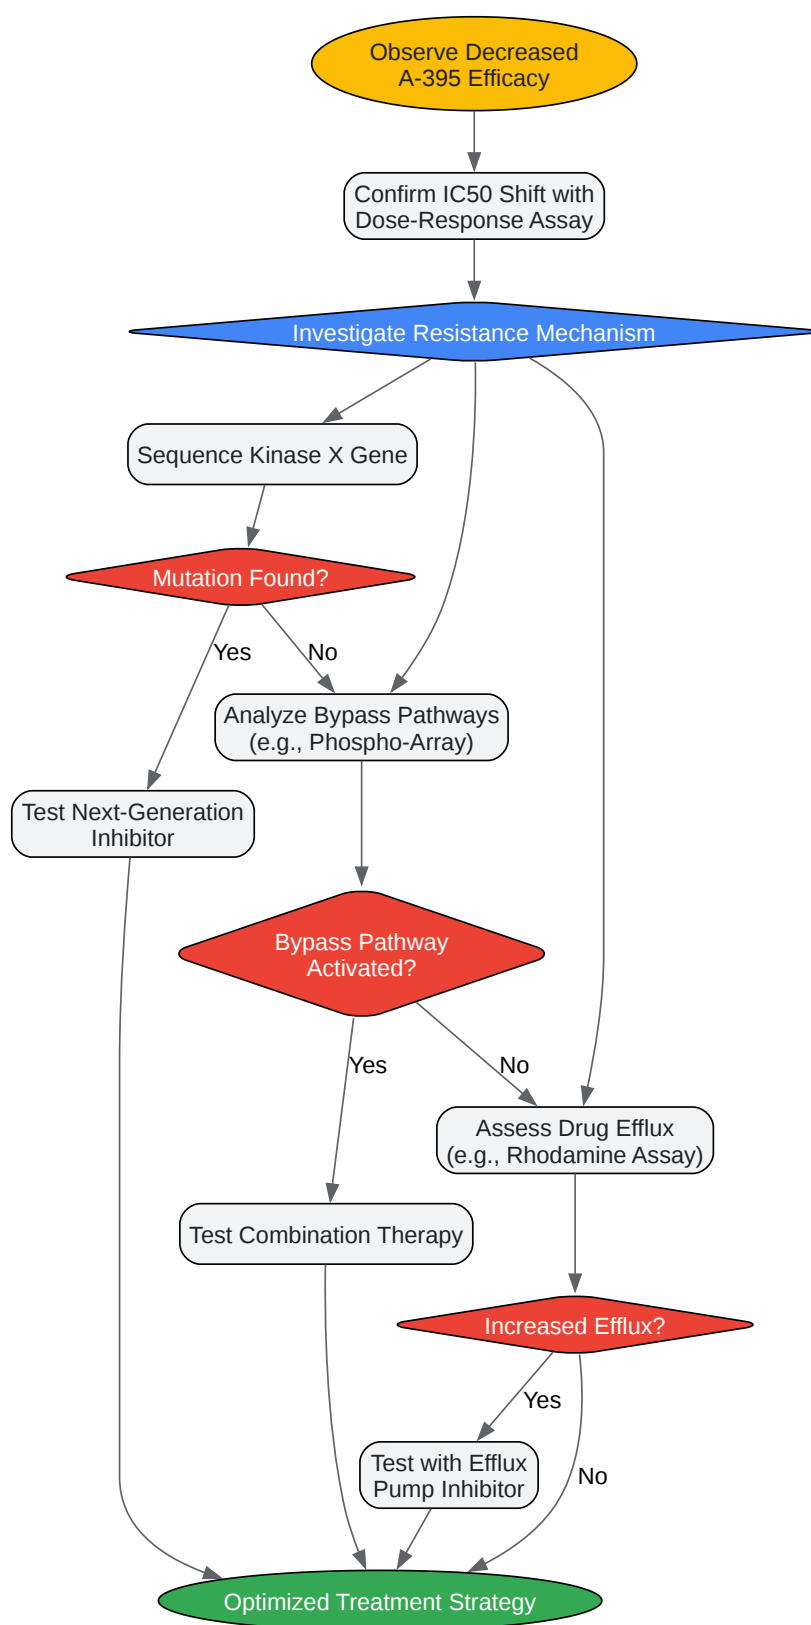 Observe Decreased
A-395 Efficacy
Confirm IC50 Shift with
Dose-Response Assay
Investigate Resistance Mechanism
Sequence Kinase X Gene
Mutation Found?
Yes
No
Analyze Bypass Pathways
(e.g., Phospho-Array)
Test Next-Generation
Inhibitor
Bypass Pathway
Activated?
Yes
No
Assess Drug Efflux
(e.g., Rhodamine Assay)
Test Combination Therapy
Increased Efflux?
Yes
Test with Efflux
Pump Inhibitor
No
Optimized Treatment Strategy